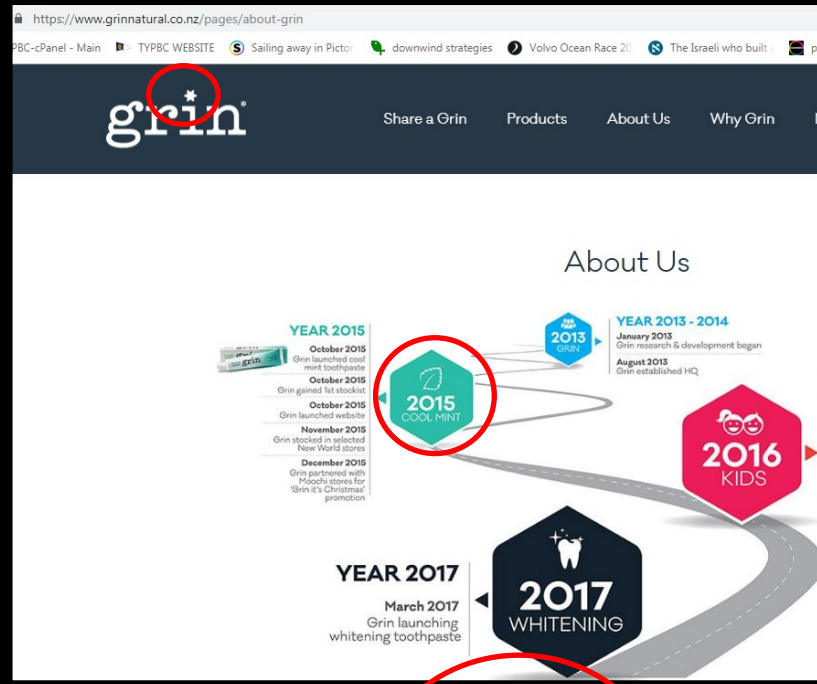 https://www.grinnatural.co.nz/pages/about-grin
PBC-cPanel - Main TYPBC WEBSITE Sailing away in Pictor downwind strategies Volvo Ocean Race 20 The Israeli who built
grin®
Share a Grin Products About Us Why Grin
About Us
YEAR 2015
October 2015
Grin launched cool
mint toothpaste
October 2015
Grin gained 1st stockist
October 2015
Grin launched website
November 2015
Grin stocked in selected
New World stores
December 2015
Grin partnered with
Moochi stores for
'Grin it's Christmas'
promotion
grin
2015
COOL MINT
2013
GRIN
YEAR 2013 - 2014
January 2013
Grin research & development began
August 2013
Grin established HQ
2016
KIDS
YEAR 2017
March 2017
Grin launching
whitening toothpaste
2017
WHITENING